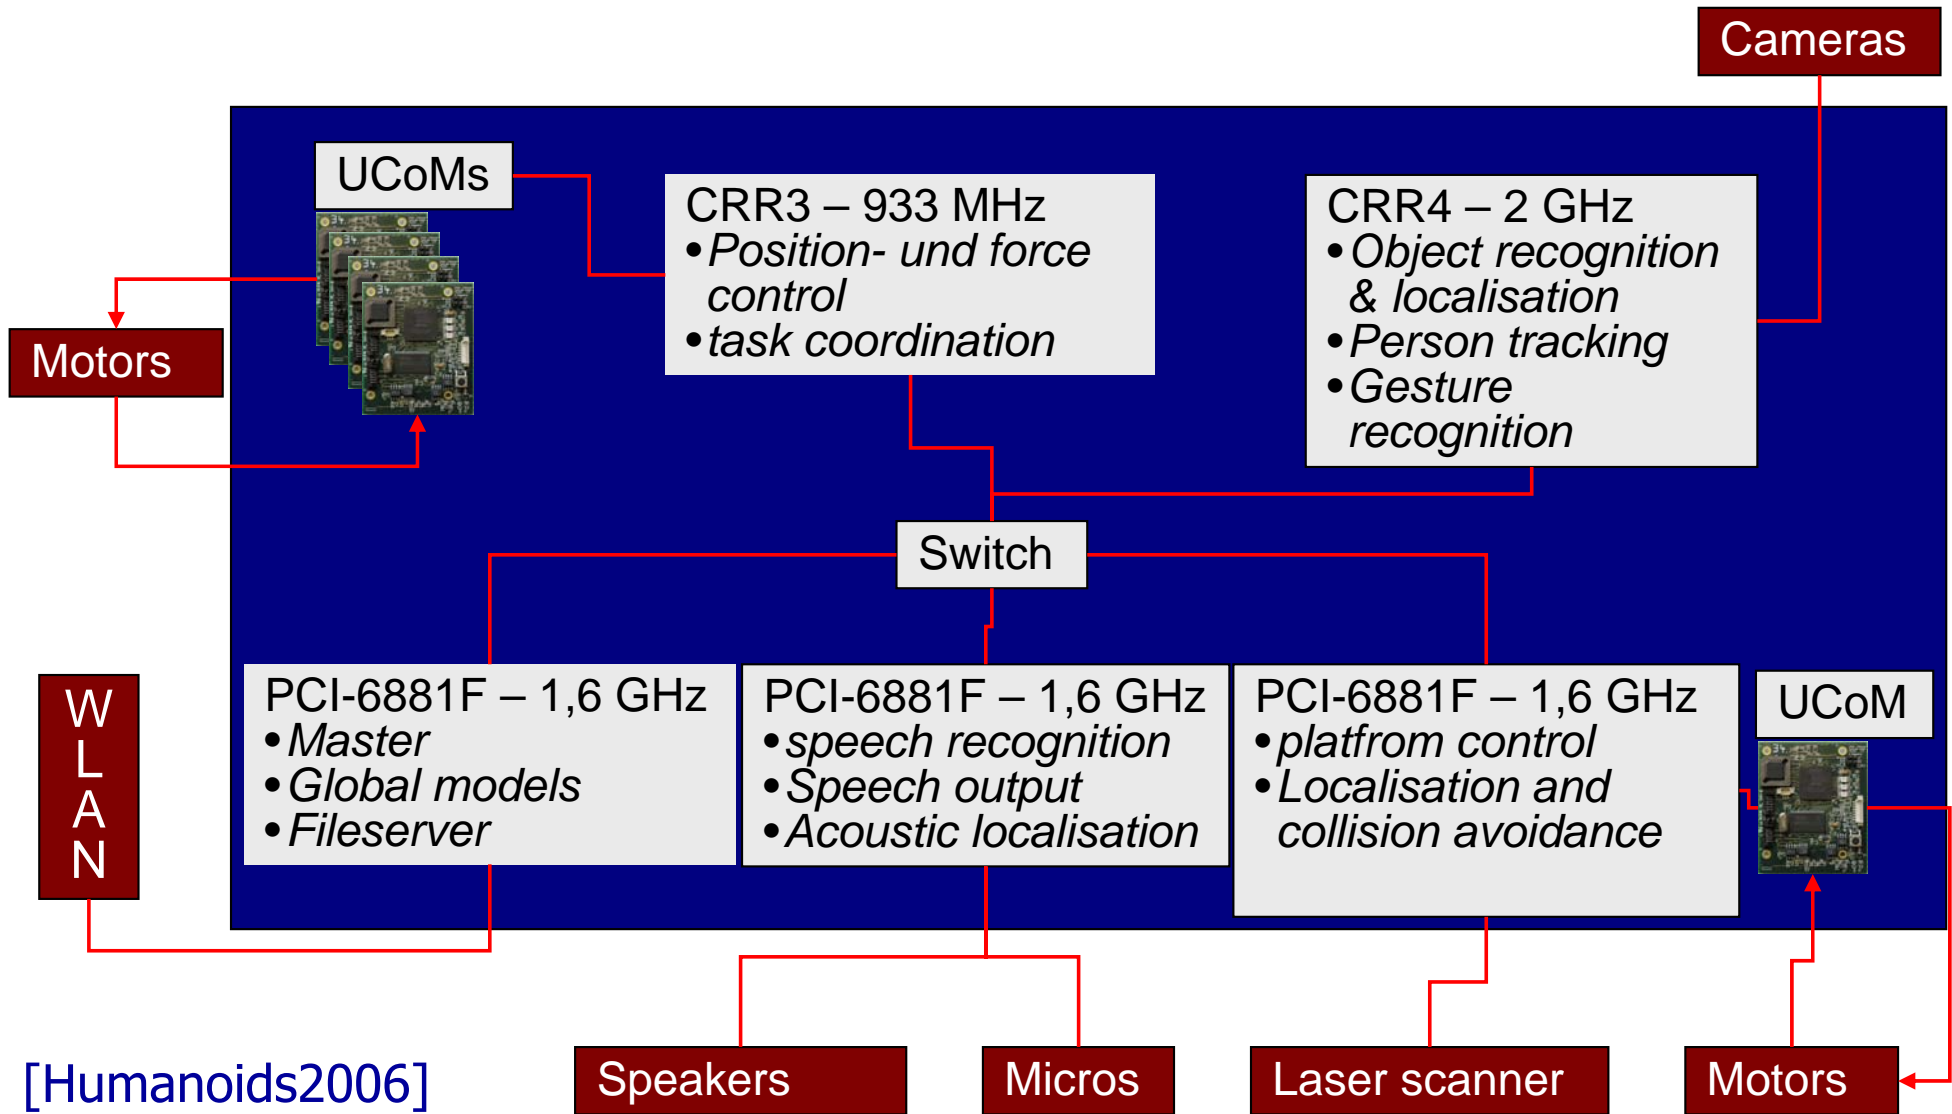 Cameras
UCoMs
CRR3 – 933 MHz
•Position- und force
control
•task coordination
CRR4 – 2 GHz
•Object recognition
& localisation
•Person tracking
•Gesture
recognition
Motors
Switch
W
L
A
N
PCI-6881F – 1,6 GHz
•Master
•Global models
•Fileserver
PCI-6881F – 1,6 GHz
•speech recognition
•Speech output
•Acoustic localisation
PCI-6881F – 1,6 GHz
•platfrom control
•Localisation and
collision avoidance
UCoM
[Humanoids2006]
Speakers
Micros
Laser scanner
Motors